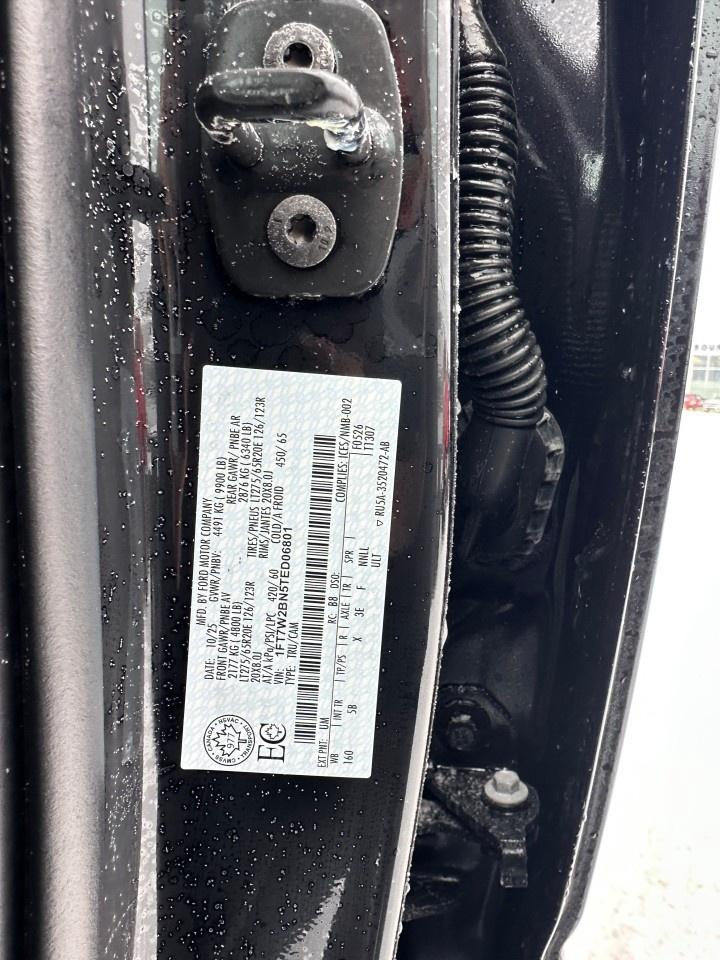 MFD. BY FORD MOTOR COMPANY
DATE: 10/25 GVWR/PNBV: 4491 KG ( 9900 LB)
FRONT GAWR/PNBE AV REAR GAWR/ PNBE AR
2177 KG ( 4800 LB) 2876 KG ( 6340 LB)
LT275/65R20E 126/123R TIRES/PNEUS LT275/65R20E 126/123R
20X8.0J RIMS/JANTES 20X8.0J
AT/A kPa/PSI/LPC 420/ 60 COLD/A FROID 450/ 65
VIN: 1FT7W2BN5TED06801
TYPE: TRU/CAM
EXT PNT: UM RC: B8 DSO: COMPLIES: ICES/NMB-002
WB INT TR TP/PS R AXLE TR SPR F0526
160 5B X 3E F NNLL T1307
ULT
▽ RU5A-3520472-AB
CANADA • NSVAC
977
EC